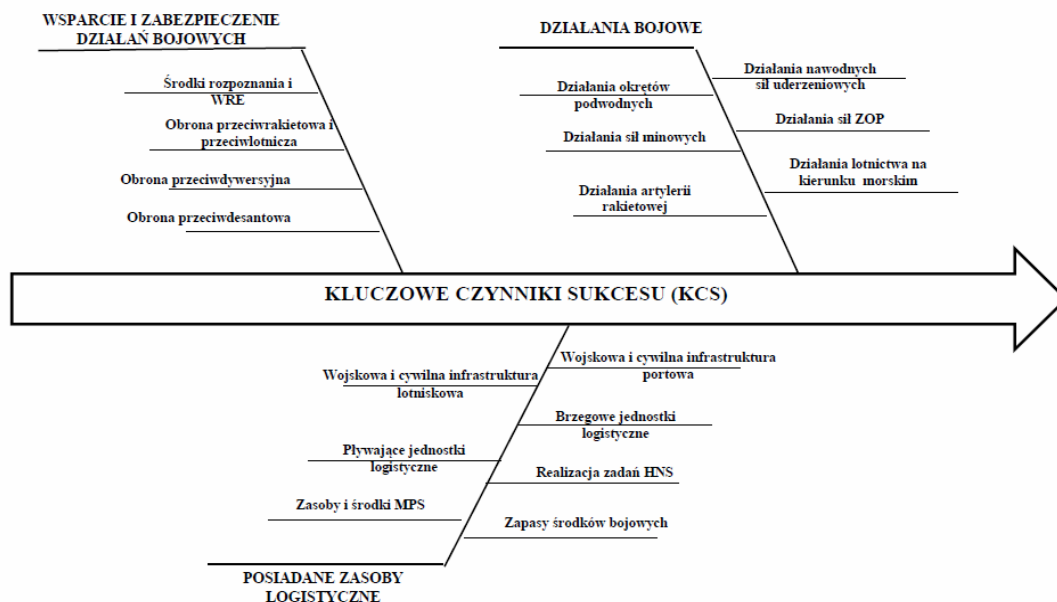 WSPARCIE I ZABEZPIECZENIE
DZIAŁAŃ BOJOWYCH
Środki rozpoznania i
WRE
Obrona przeciwrakietowa i
przeciwlotnicza
Obrona przeciwdywersyjna
Obrona przeciwdesantowa
DZIALANIA BOJOWE
Działania okrętów
podwodnych
Działania sił minowych
Działania artylerii
rakietowej
Działania nawodnych
sił uderzeniowych
Działania sił ZOP
Działania lotnictwa na
kierunku morskim
KLUCZOWE CZYNNIKI SUKCESU (KCS)
Wojskowa i cywilna infrastruktura
lotniskowa
Pływające jednostki
logistyczne
Zasoby i środki MPS
Wojskowa i cywilna infrastruktura
portowa
Brzegowe jednostki
logistyczne
Realizacja zadań HNS
Zapasy środków bojowych
POSIADANE ZASOBY
LOGISTYCZNE